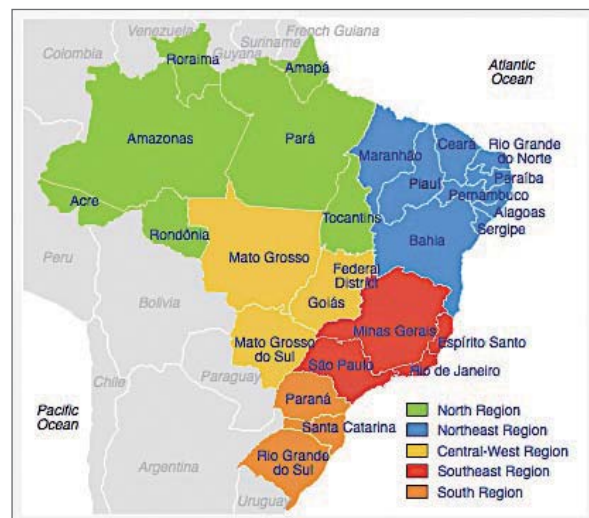 Venezuela
Suriname
French Guiana
Colombia
Guyana
Roraima
Amapá
Atlantic
Ocean
Amazonas
Pará
Maranhão
Ceará
Rio Grande
do Norte
Paraíba
Piauí
Pernambuco
Alagoas
Sergipe
Acre
Tocantins
Rondônia
Bahia
Peru
Mato Grosso
Federal
District
Goiás
Bolivia
Minas Gerais
Espírito Santo
Mato Grosso
do Sul
São Paulo
Rio de Janeiro
Paraguay
Chile
Paraná
Pacific
Ocean
Santa Catarina
Rio Grande
do Sul
Argentina
Uruguay
North Region
Northeast Region
Central-West Region
Southeast Region
South Region